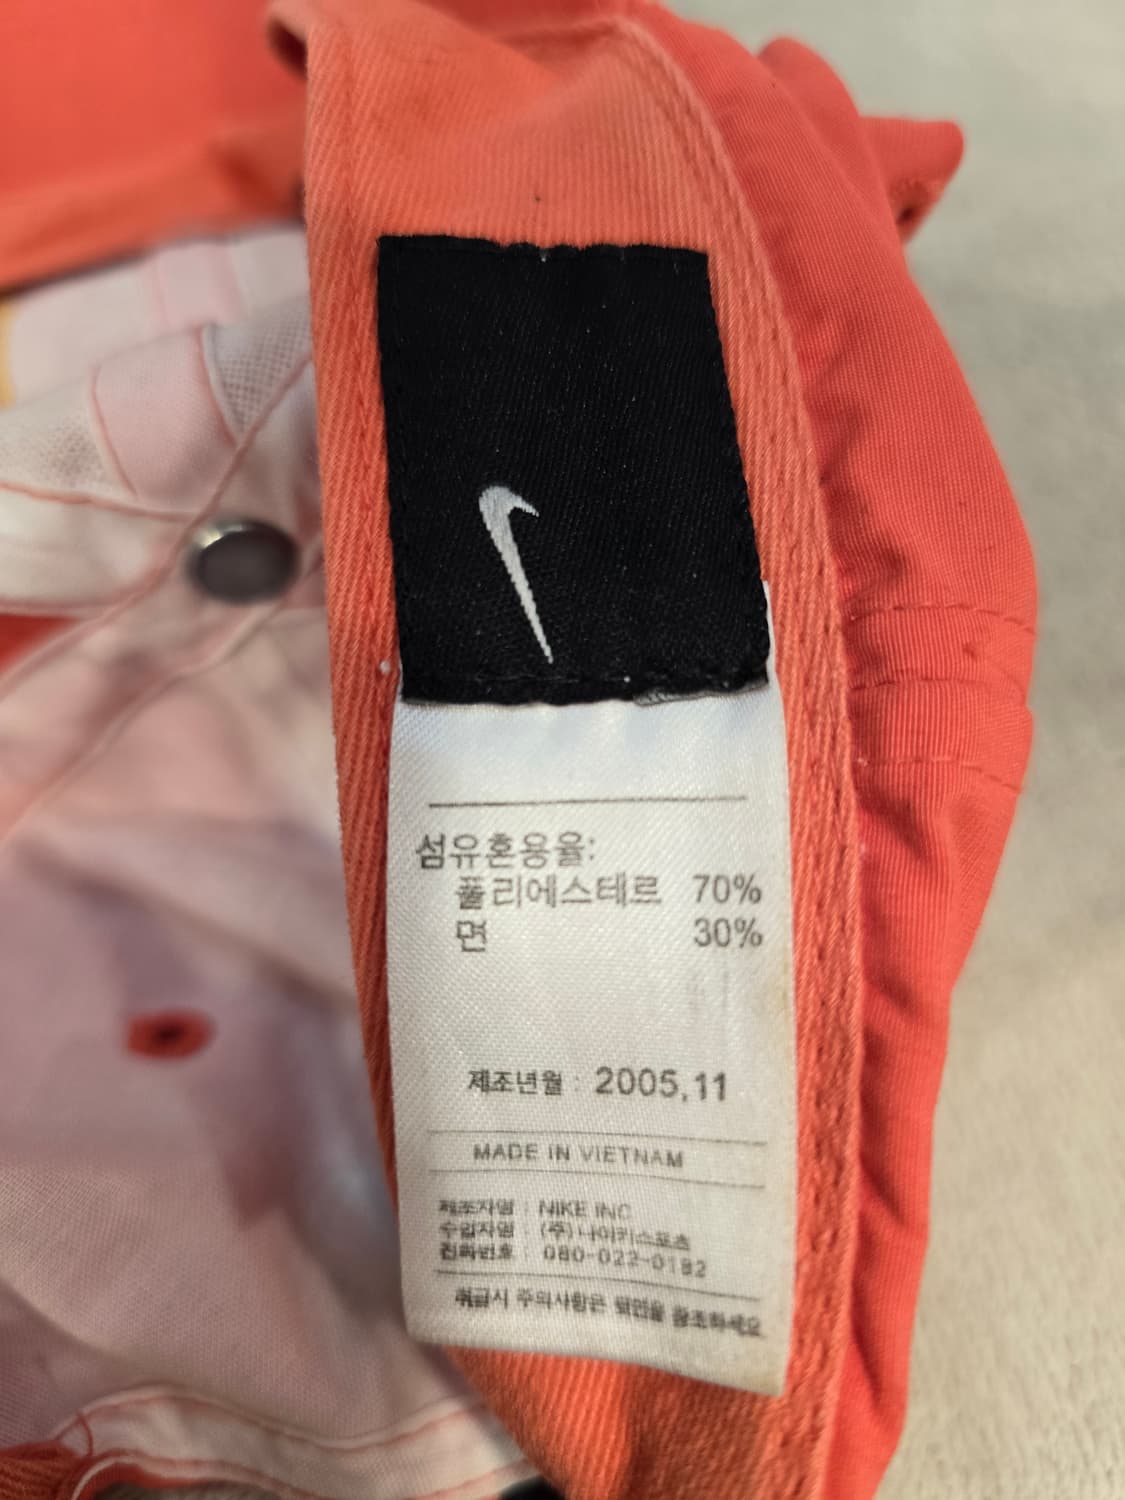 섬유혼용율:
폴리에스테르 70%
면 30%
제조년월 : 2005.11
MADE IN VIETNAM
제조자명 : NIKE INC
수입자명 : (주)나이키스포츠
전화번호 : 080-022-0182
취급시 주의사항은 뒷면을 참조하세요